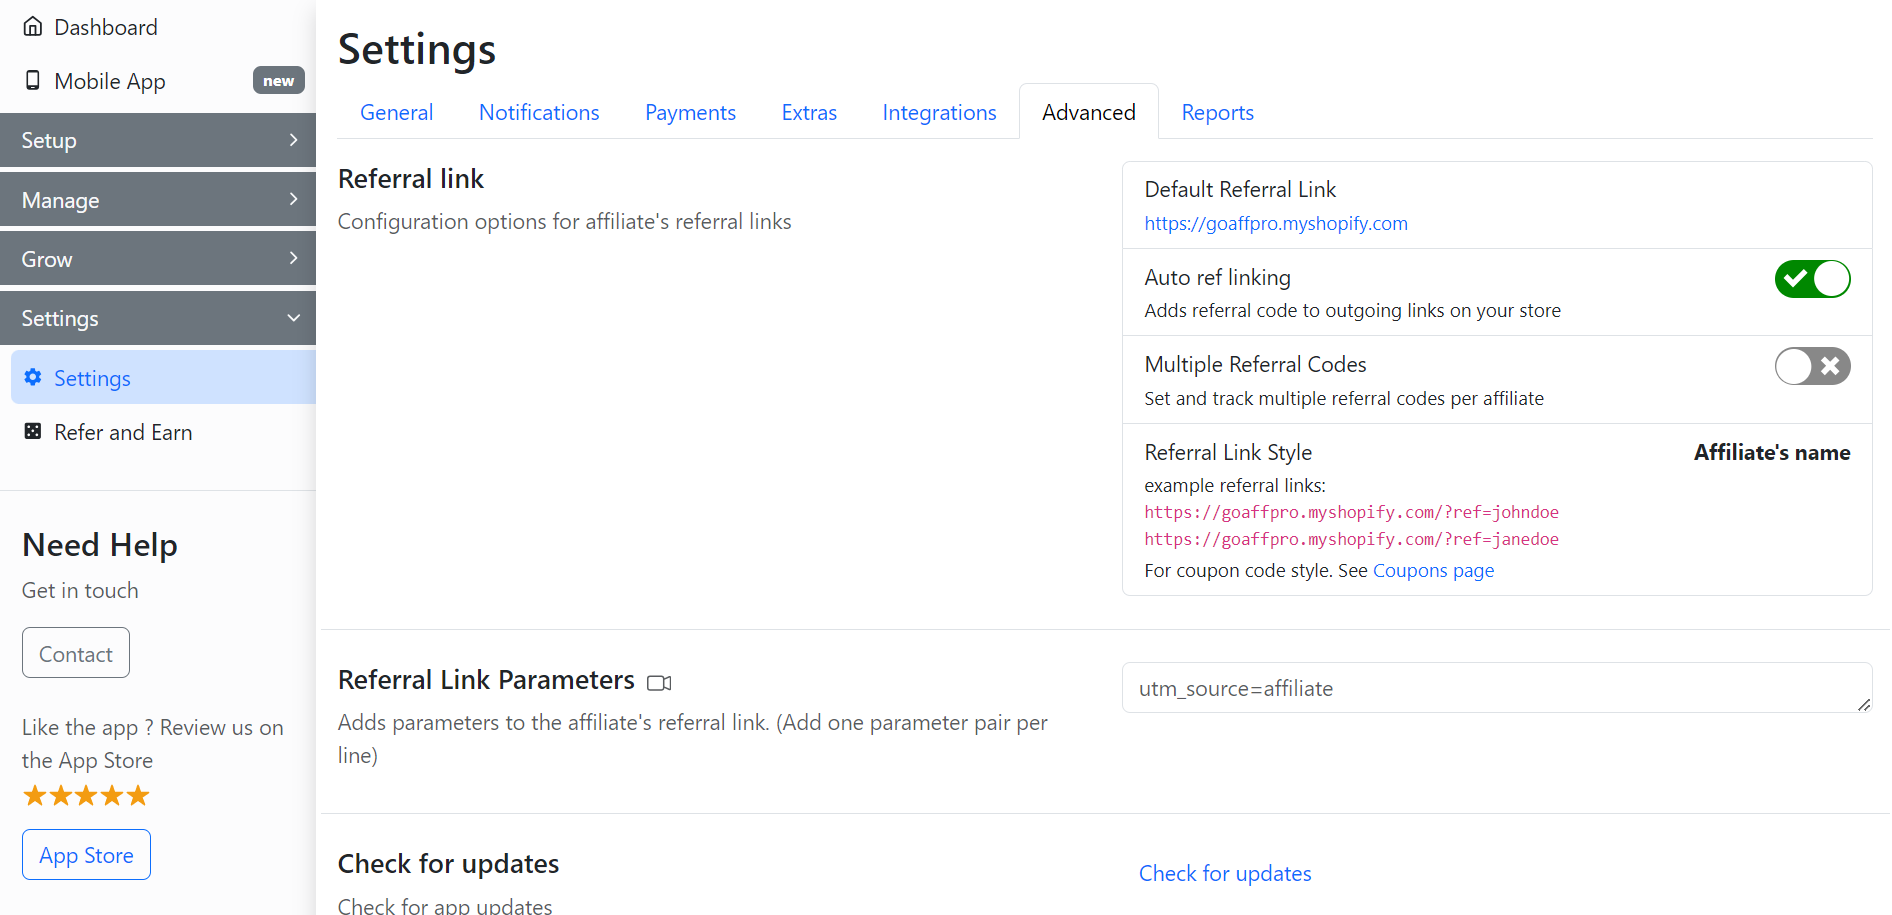 Dashboard
Mobile App
new
Setup
Manage
Grow
Settings
Settings
Refer and Earn
Need Help
Get in touch
Contact
Like the app ? Review us on
the App Store
App Store
Settings
General
Notifications
Payments
Extras
Integrations
Advanced
Reports
Referral link
Configuration options for affiliate's referral links
Default Referral Link
https://goaffpro.myshopify.com
Auto ref linking
Adds referral code to outgoing links on your store
Multiple Referral Codes
Set and track multiple referral codes per affiliate
Referral Link Style
Affiliate's name
example referral links:
https://goaffpro.myshopify.com/?ref=johndoe
https://goaffpro.myshopify.com/?ref=janedoe
For coupon code style. See Coupons page
Referral Link Parameters
Adds parameters to the affiliate's referral link. (Add one parameter pair per
line)
utm_source=affiliate
Check for updates
Check for app updates
Check for updates